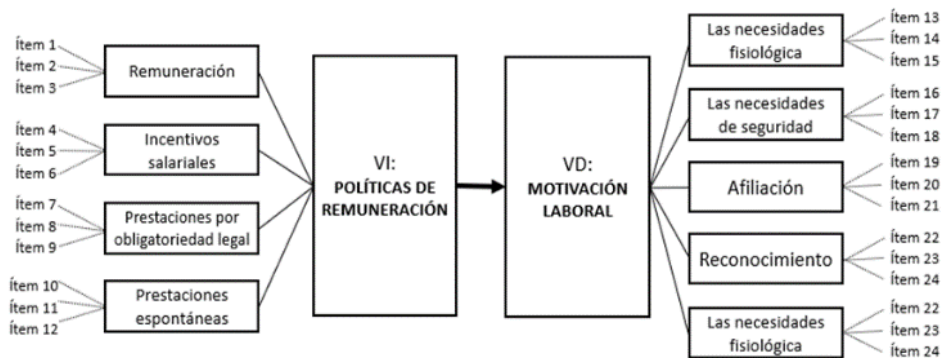 Ítem 1
Ítem 2
Ítem 3
Remuneración
Ítem 4
Ítem 5
Ítem 6
Incentivos
salariales
Ítem 7
Ítem 8
Ítem 9
Prestaciones por
obligatoriedad legal
Ítem 10
Ítem 11
Ítem 12
Prestaciones
espontáneas
VI:
POLÍTICAS DE
REMUNERACIÓN
VD:
MOTIVACIÓN
LABORAL
Las necesidades
fisiológica
Ítem 13
Ítem 14
Ítem 15
Las necesidades
de seguridad
Ítem 16
Ítem 17
Ítem 18
Afiliación
Ítem 19
Ítem 20
Ítem 21
Reconocimiento
Ítem 22
Ítem 23
Ítem 24
Las necesidades
fisiológica
Ítem 22
Ítem 23
Ítem 24